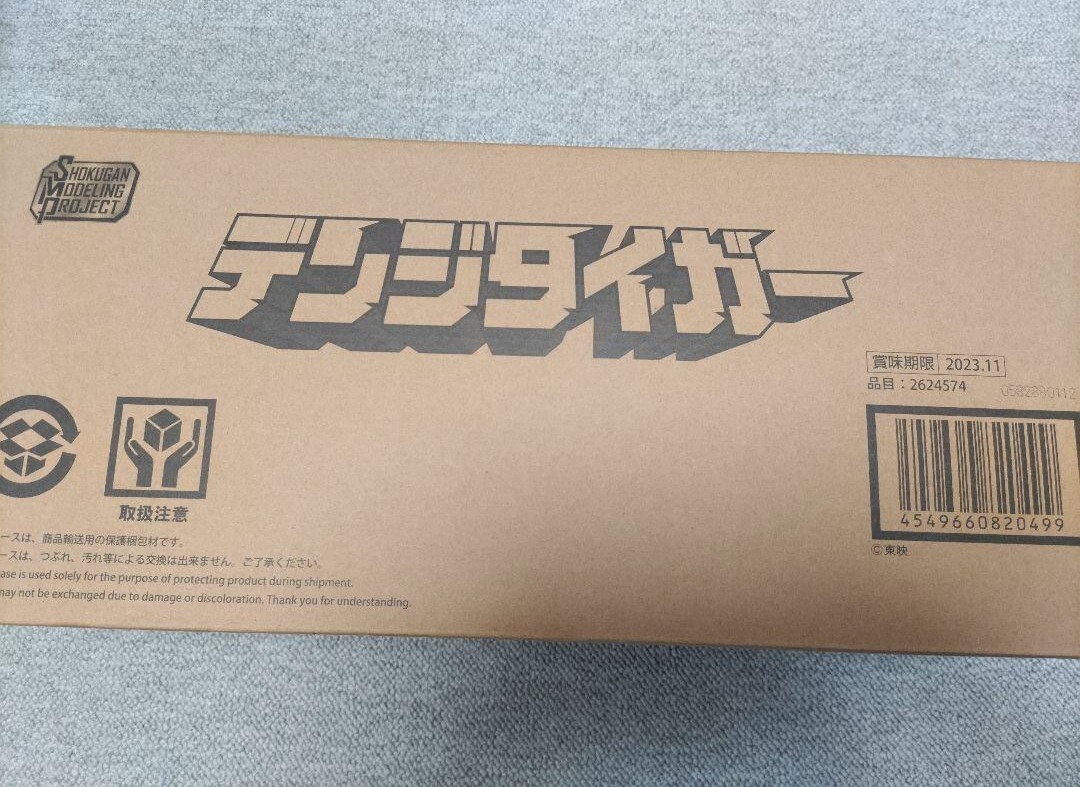 SHOKUGAN
MODELING
PROJECT
デンジタイガー
賞味期限 2023.11
品目:2624574
4549660820499
©東映
取扱注意
ースは、商品輸送用の保護梱包材です。
ースは、つぶれ、汚れ等による交換は出来ません。ご了承ください。
ase is used solely for the purpose of protecting product during shipment.
may not be exchanged due to damage or discoloration. Thank you for understanding.